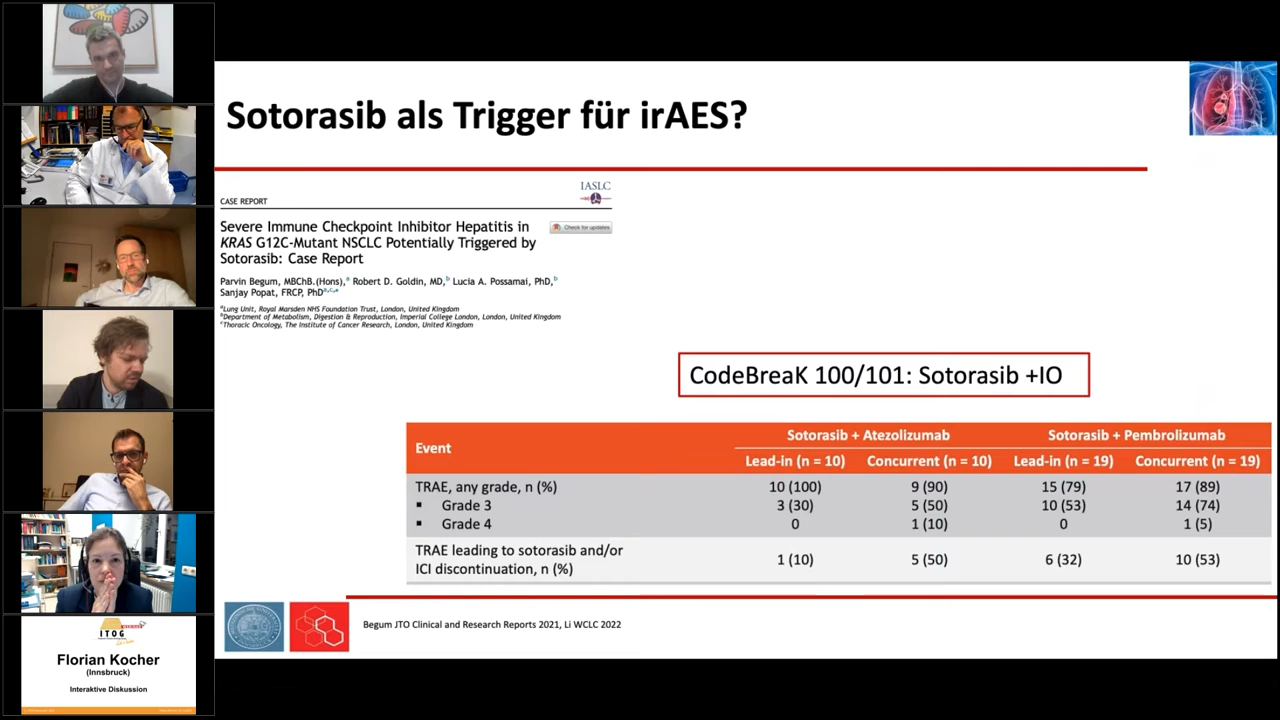 Sotorasib als Trigger für irAES?
IASLC
CASE REPORT
Severe Immune Checkpoint Inhibitor Hepatitis in
KRAS G12C-Mutant NSCLC Potentially Triggered by
Sotorasib: Case Report
Check for updates
Parvin Begum, MBChB.(Hons),a Robert D. Goldin, MD,b Lucia A. Possamai, PhD,b
Sanjay Popat, FRCP, PhDa,c,*
aLung Unit, Royal Marsden NHS Foundation Trust, London, United Kingdom
bDepartment of Metabolism, Digestion & Reproduction, Imperial College London, London, United Kingdom
cThoracic Oncology, The Institute of Cancer Research, London, United Kingdom
CodeBreaK 100/101: Sotorasib +IO
Event Sotorasib + Atezolizumab Sotorasib + Pembrolizumab
Lead-in (n = 10) Concurrent (n = 10) Lead-in (n = 19) Concurrent (n = 19)
TRAE, any grade, n (%) 10 (100) 9 (90) 15 (79) 17 (89)
▪ Grade 3 3 (30) 5 (50) 10 (53) 14 (74)
▪ Grade 4 0 1 (10) 0 1 (5)
TRAE leading to sotorasib and/or
ICI discontinuation, n (%) 1 (10) 5 (50) 6 (32) 10 (53)
Begum JTO Clinical and Research Reports 2021, Li WCLC 2022
ITOG
Florian Kocher
(Innsbruck)
Interaktive Diskussion